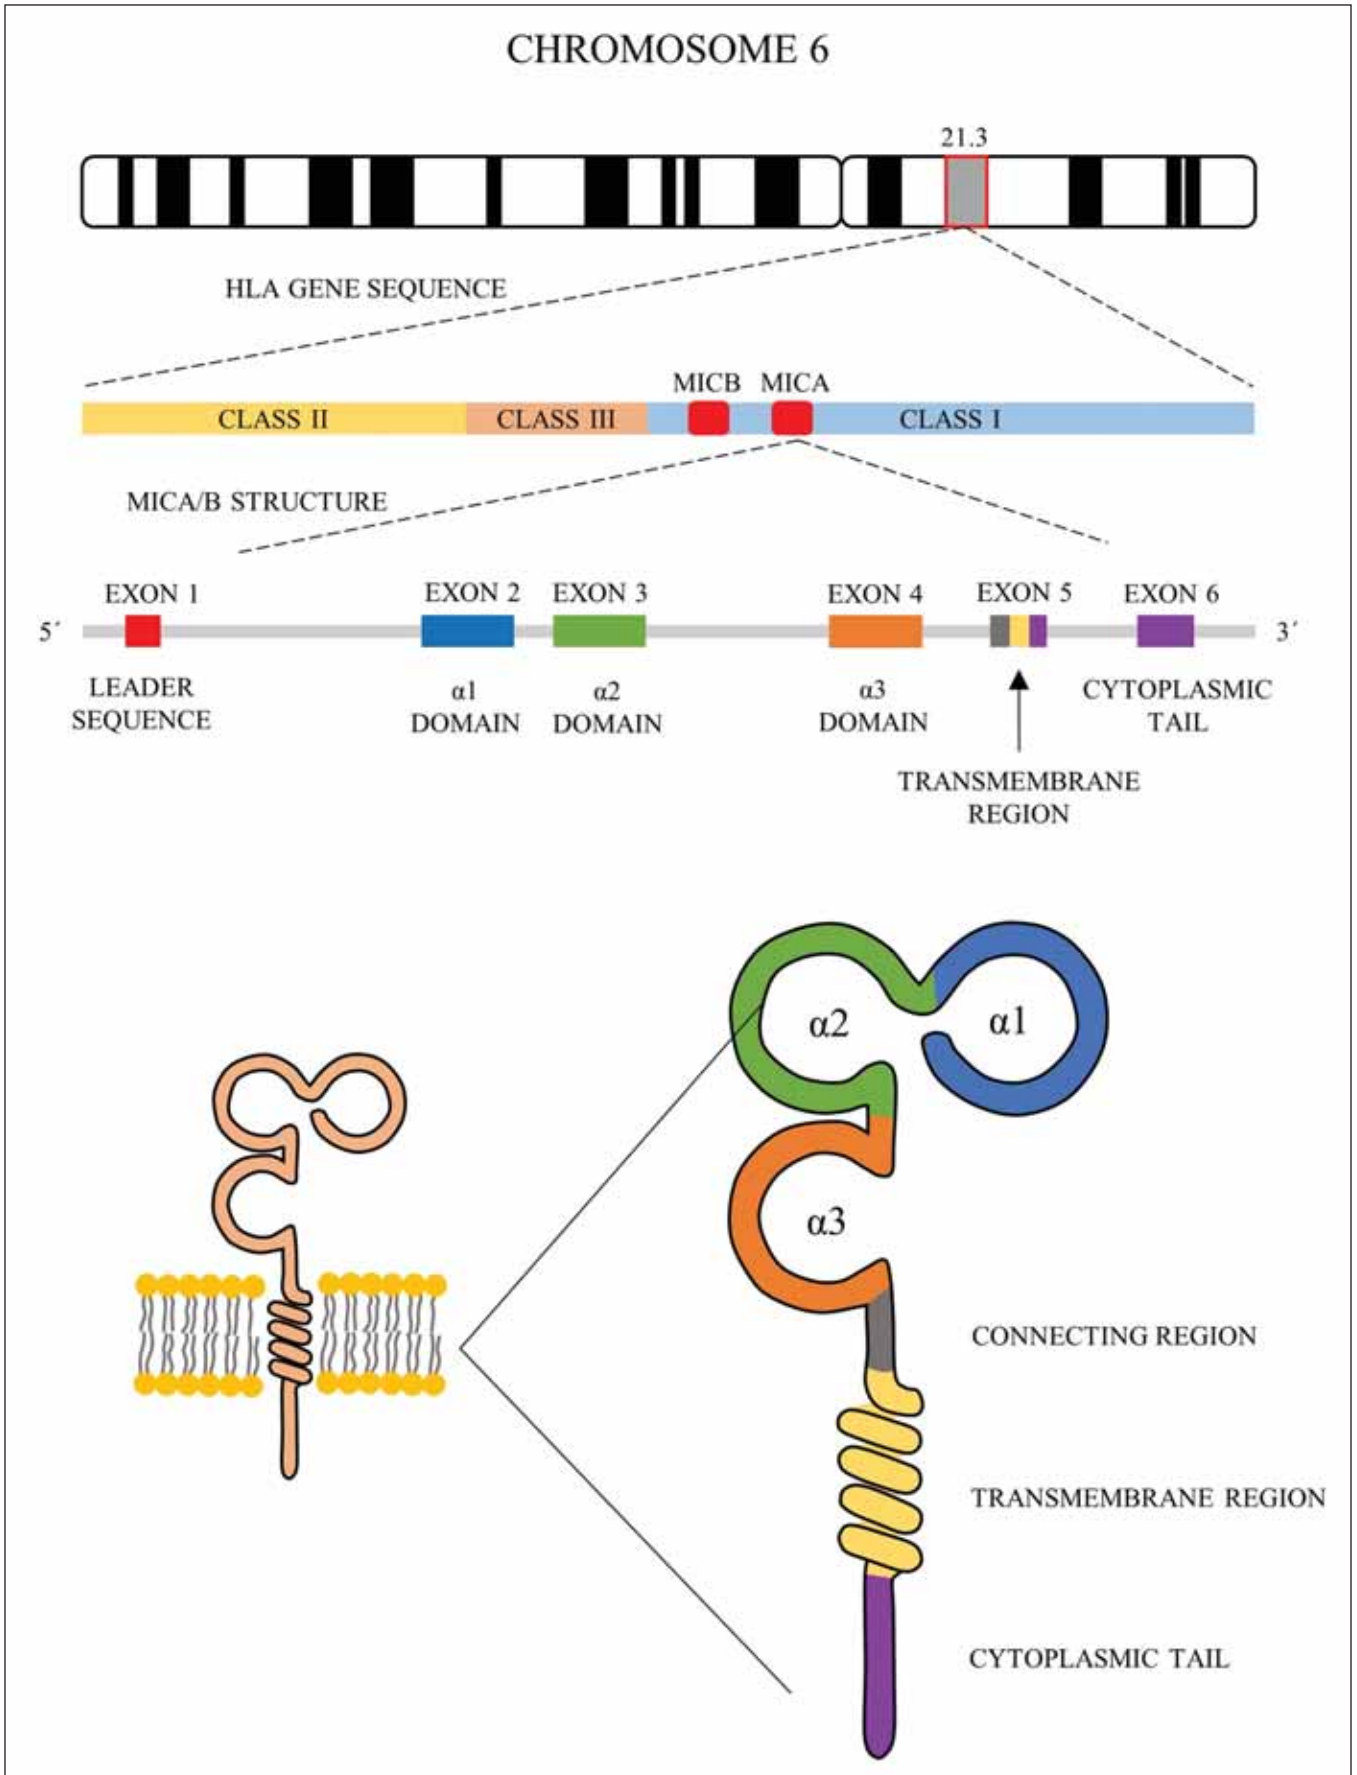 CHROMOSOME 6
21.3
HLA GENE SEQUENCE
MICB MICA
CLASS II CLASS III CLASS I
MICA/B STRUCTURE
EXON 1 EXON 2 EXON 3 EXON 4 EXON 5 EXON 6
5´ 3´
LEADER SEQUENCE
α1 DOMAIN
α2 DOMAIN
α3 DOMAIN
CYTOPLASMIC TAIL
TRANSMEMBRANE
REGION
α2 α1
α3
CONNECTING REGION
TRANSMEMBRANE REGION
CYTOPLASMIC TAIL